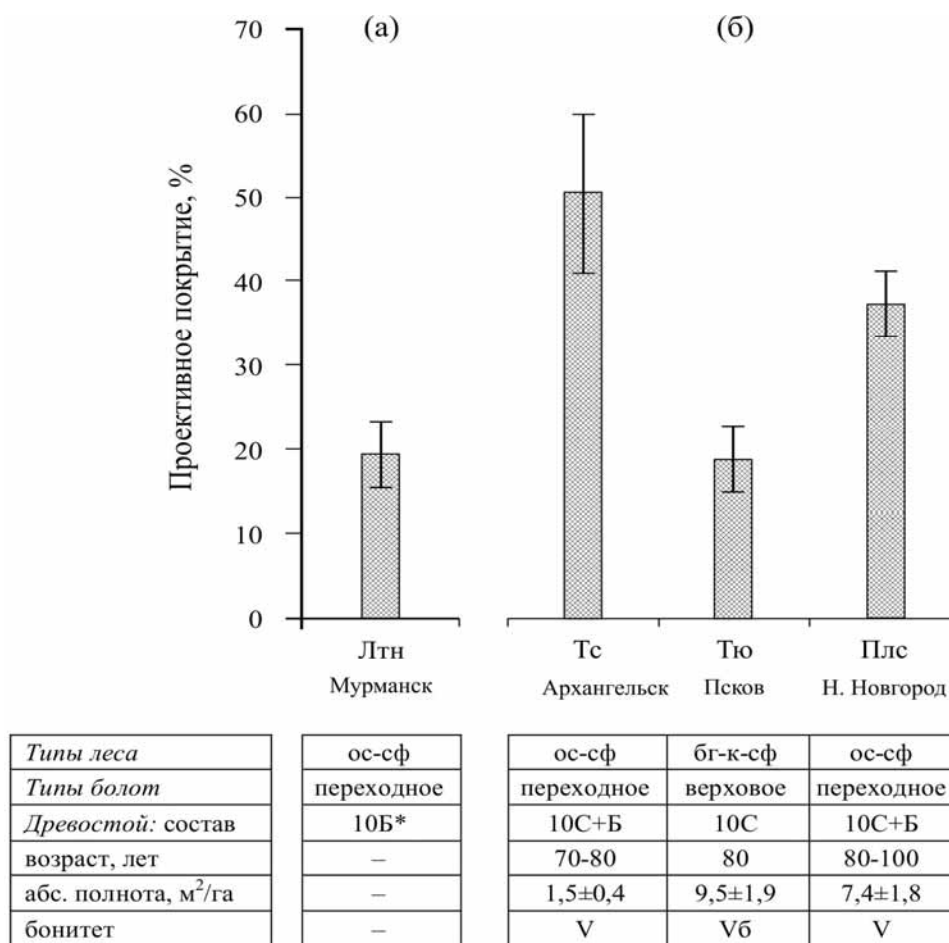 (а) (б)
Проективное покрытие, %
70
60
50
40
30
20
10
0
Лтн Тс Тю Плс
Мурманск Архангельск Псков Н. Новгород
Типы леса ос-сф ос-сф бг-к-сф ос-сф
Типы болот переходное переходное верховое переходное
Древостой: состав 10Б* 10С+Б 10С 10С+Б
возраст, лет – 70-80 80 80-100
абс. полнота, м²/га – 1,5±0,4 9,5±1,9 7,4±1,8
бонитет – V Vб V